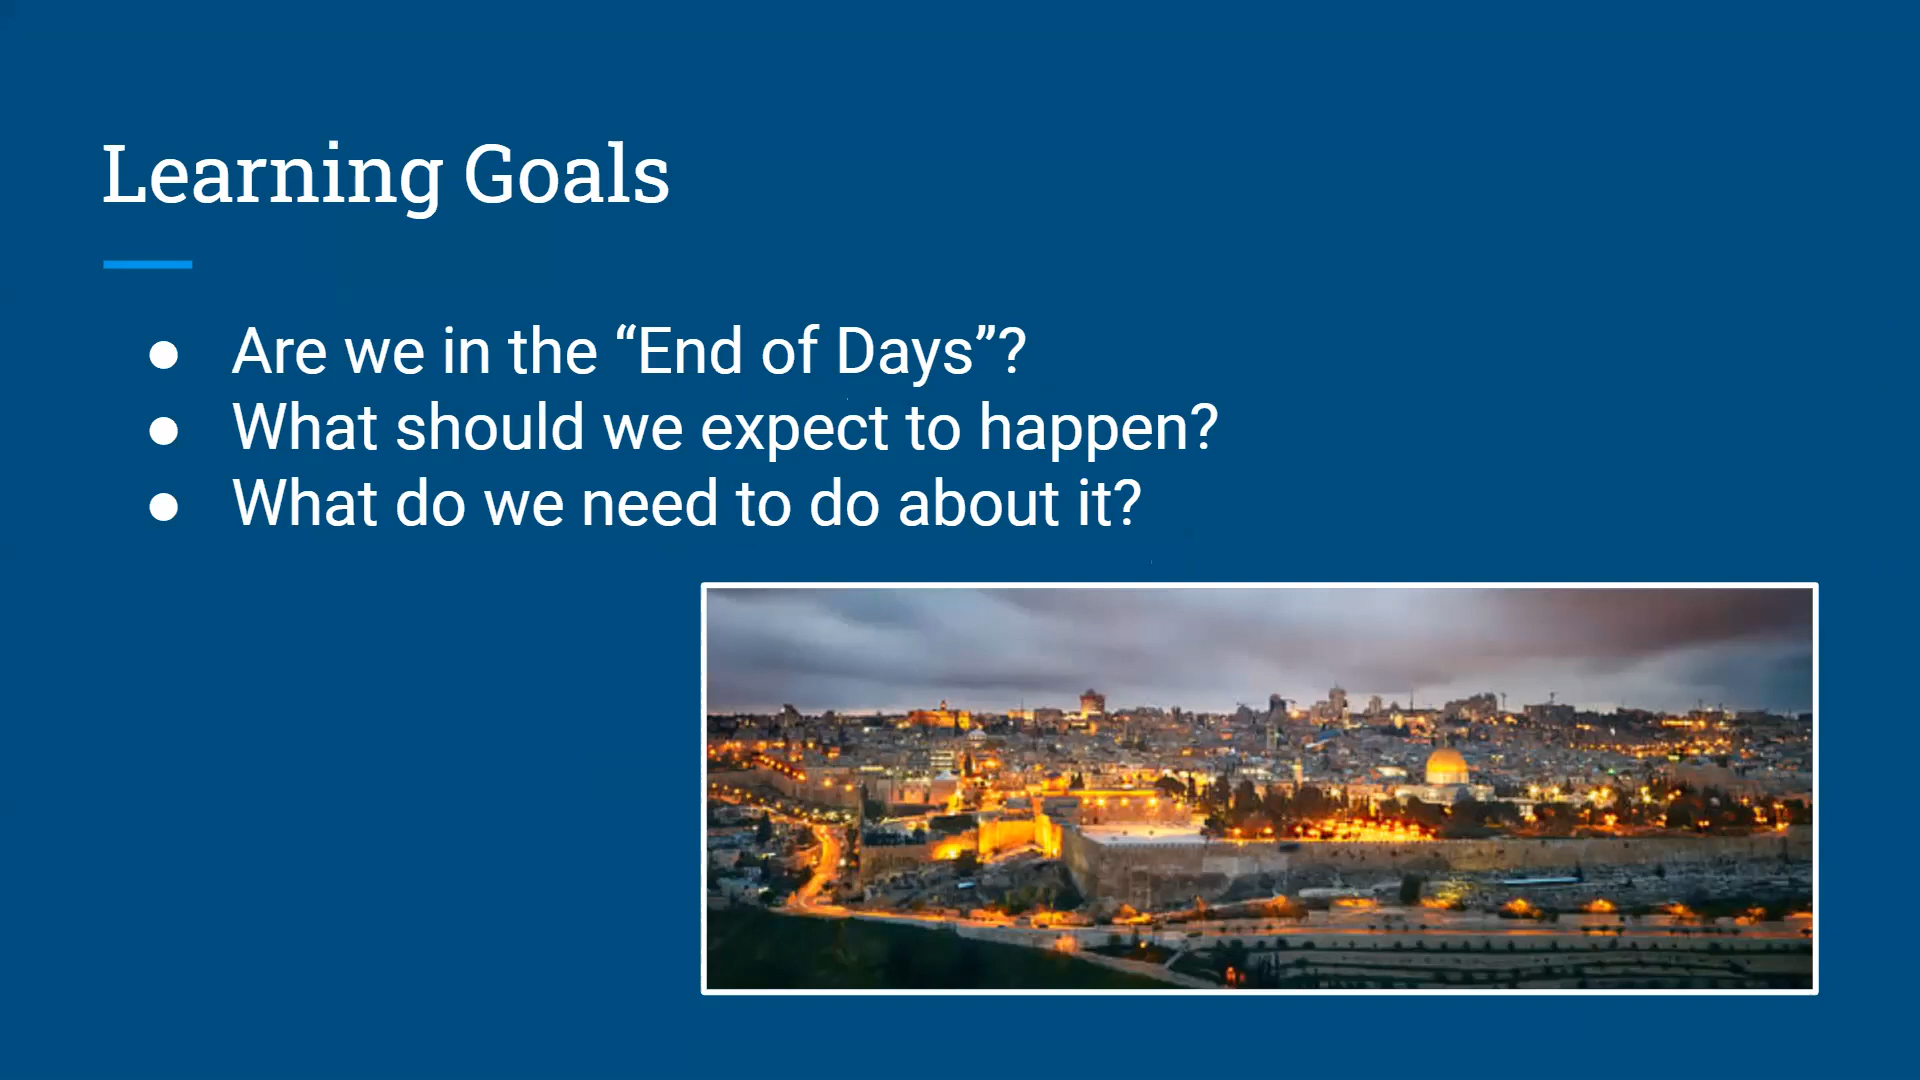 Learning Goals
● Are we in the “End of Days”?
● What should we expect to happen?
● What do we need to do about it?